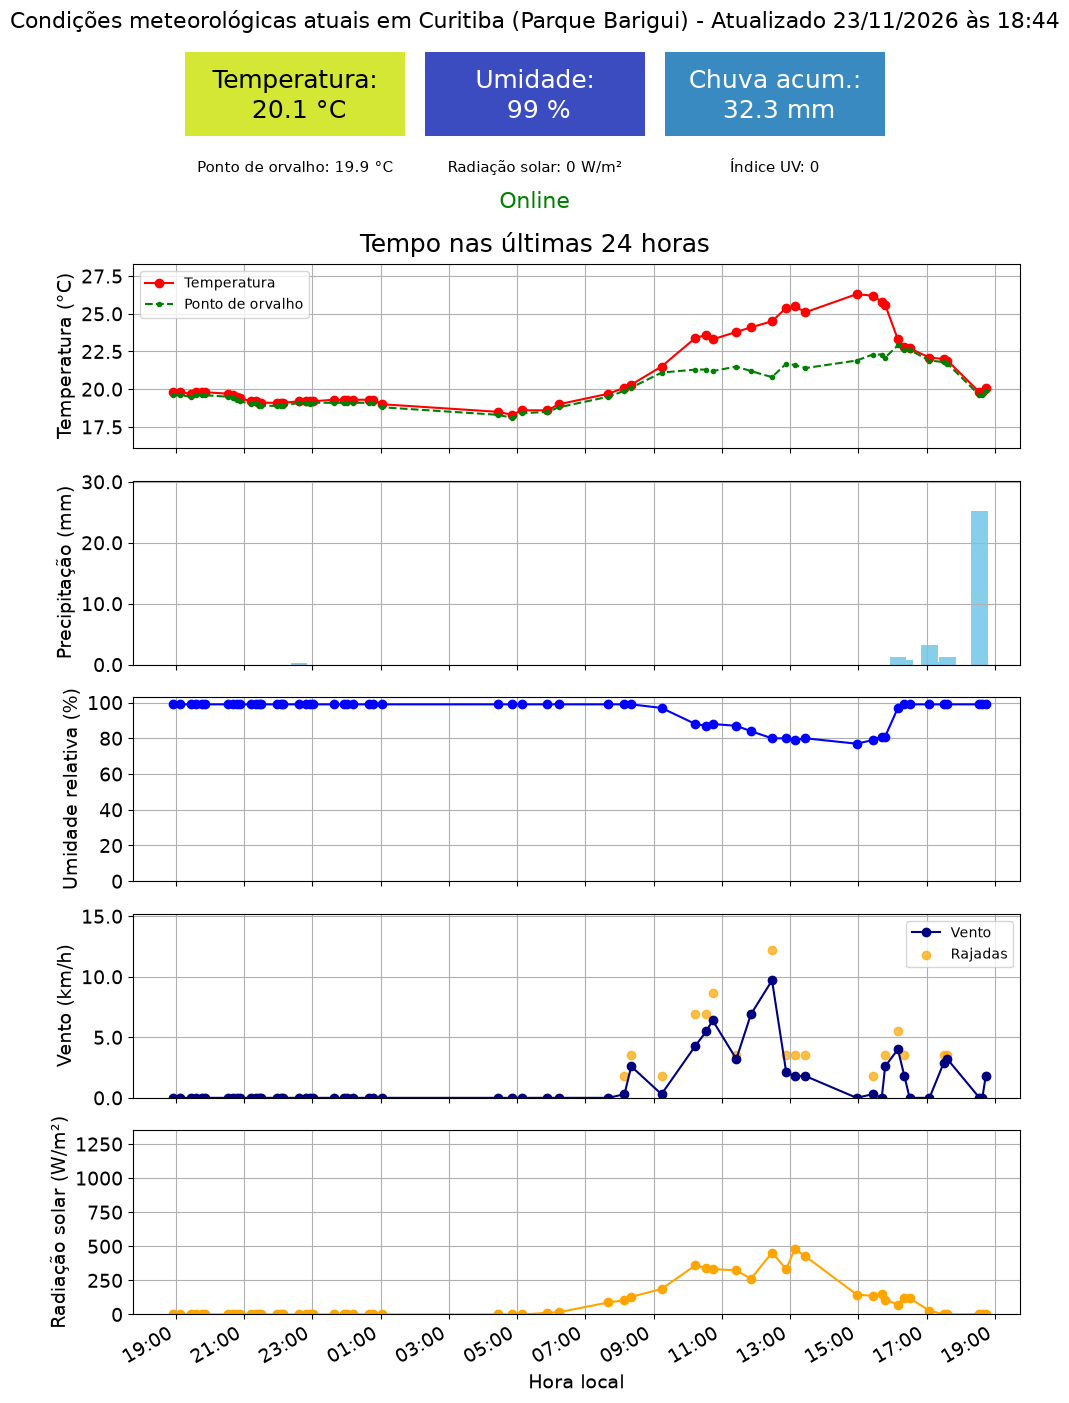 Condições meteorológicas atuais em Curitiba (Parque Barigui) - Atualizado 23/11/2026 às 18:44
Temperatura:
20.1 °C
Umidade:
99 %
Chuva acum.:
32.3 mm
Ponto de orvalho: 19.9 °C
Radiação solar: 0 W/m²
Índice UV: 0
Online
Tempo nas últimas 24 horas
Temperatura (°C)
27.5
25.0
22.5
20.0
17.5
Temperatura
Ponto de orvalho
Precipitação (mm)
30.0
20.0
10.0
0.0
Umidade relativa (%)
100
80
60
40
20
0
Vento (km/h)
15.0
10.0
5.0
0.0
Vento
Rajadas
Radiação solar (W/m²)
1250
1000
750
500
250
0
19:00
21:00
23:00
01:00
03:00
05:00
07:00
09:00
11:00
13:00
15:00
17:00
19:00
Hora local